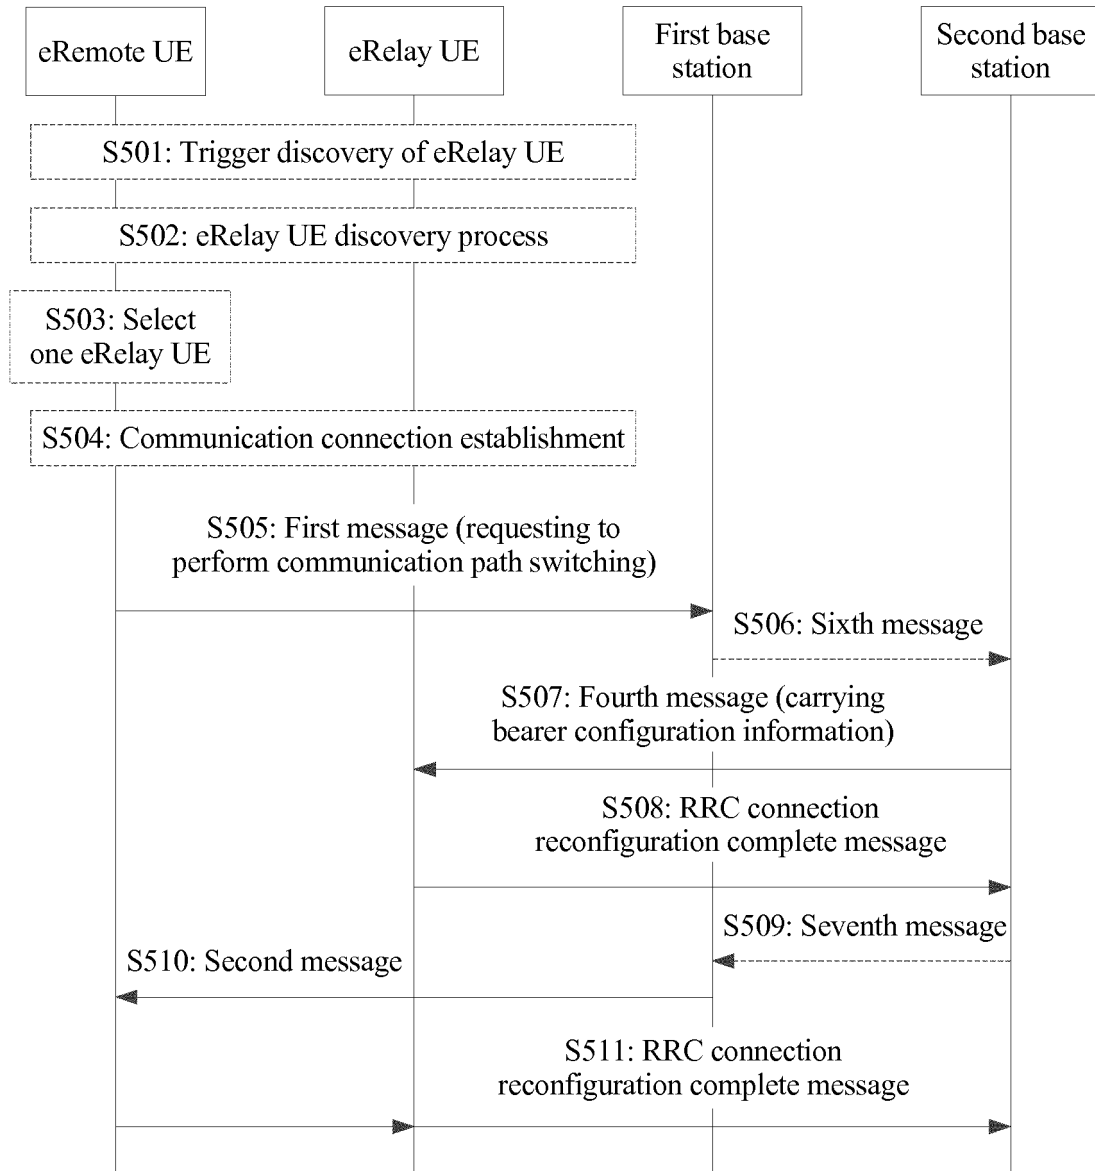 eRemote UE
eRelay UE
First base
station
Second base
station
S501: Trigger discovery of eRelay UE
S502: eRelay UE discovery process
S503: Select
one eRelay UE
S504: Communication connection establishment
S505: First message (requesting to
perform communication path switching)
S506: Sixth message
S507: Fourth message (carrying
bearer configuration information)
S508: RRC connection
reconfiguration complete message
S509: Seventh message
S510: Second message
S511: RRC connection
reconfiguration complete message